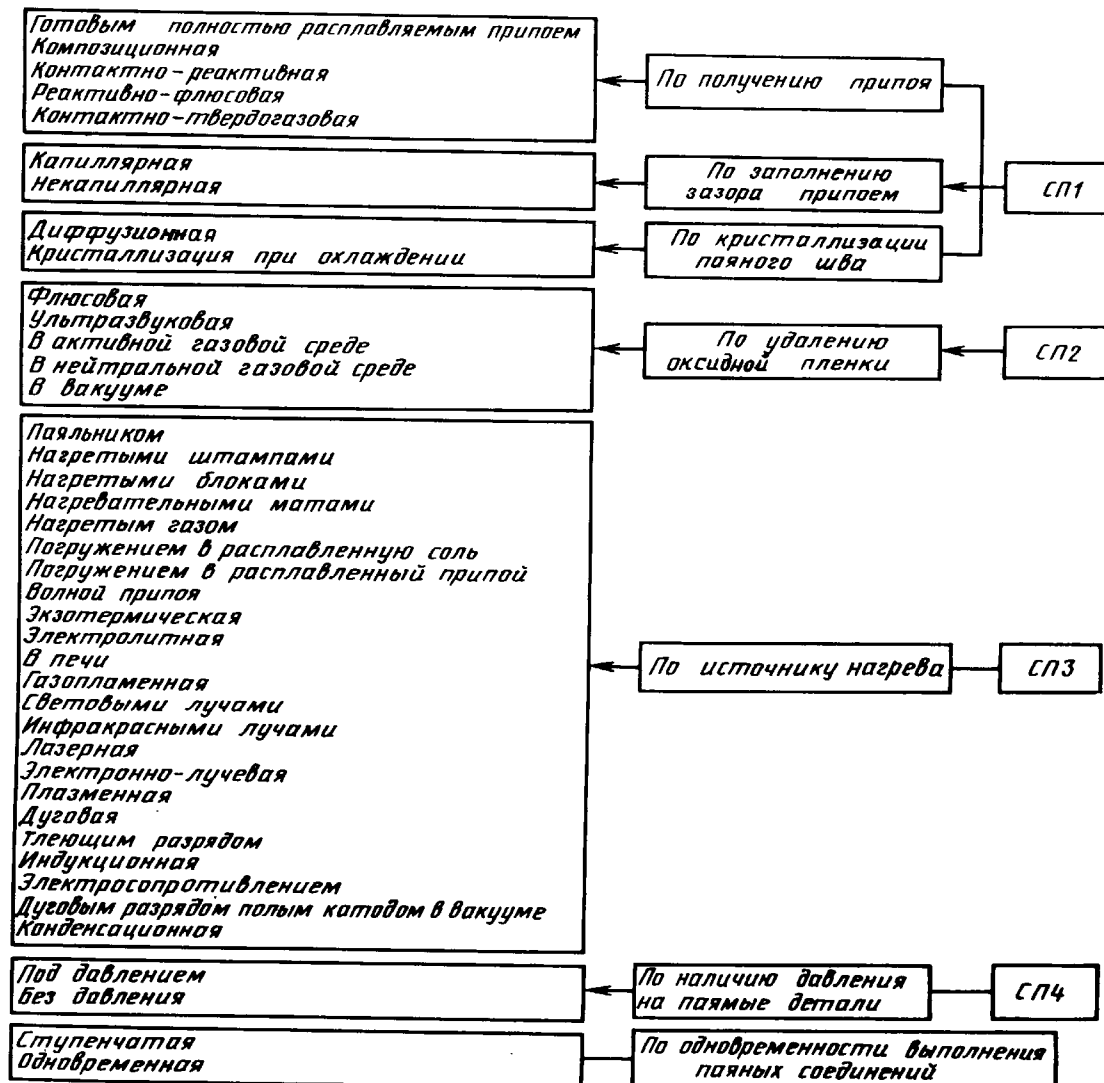 Готовым полностью расплавляемым припоем
Композиционная
Контактно-реактивная
Реактивно-флюсовая
Контактно-твердогазовая
По получению припоя
Капиллярная
Некапиллярная
По заполнению
зазора припоем
СП1
Диффузионная
Кристаллизация при охлаждении
По кристаллизации
паяного шва
Флюсовая
Ультразвуковая
В активной газовой среде
В нейтральной газовой среде
В вакууме
По удалению
оксидной пленки
СП2
Паяльником
Нагретыми штампами
Нагретыми блоками
Нагревательными матами
Нагретым газом
Погружением в расплавленную соль
Погружением в расплавленный припой
Волной припоя
Экзотермическая
Электролитная
В печи
Газопламенная
Световыми лучами
Инфракрасными лучами
Лазерная
Электронно-лучевая
Плазменная
Дуговая
Тлеющим разрядом
Индукционная
Электросопротивлением
Дуговым разрядом полым катодом в вакууме
Конденсационная
По источнику нагрева
СП3
Под давлением
Без давления
По наличию давления
на паямые детали
СП4
Ступенчатая
Одновременная
По одновременности выполнения
паяных соединений